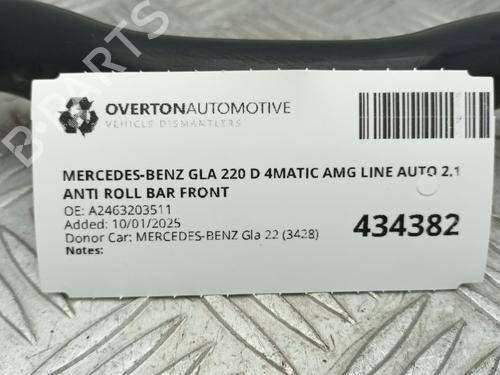 OVERTONAUTOMOTIVE
VEHICLE DISMANTLERS
MERCEDES-BENZ GLA 220 D 4MATIC AMG LINE AUTO 2.1
ANTI ROLL BAR FRONT
OE: A2463203511
Added: 10/01/2025
Donor Car: MERCEDES-BENZ Gla 22 (3428)
Notes:
434382
B-PARTS